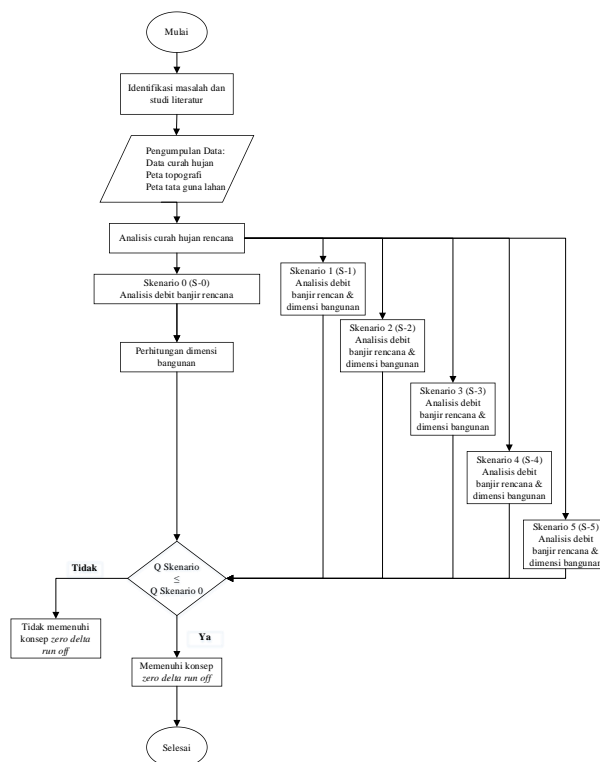 Mulai
Identifikasi masalah dan
studi literatur
Pengumpulan Data:
Data curah hujan
Peta topografi
Peta tata guna lahan
Analisis curah hujan rencana
Skenario 0 (S-0)
Analisis debit banjir rencana
Perhitungan dimensi
bangunan
Skenario 1 (S-1)
Analisis debit
banjir rencan &
dimensi bangunan
Skenario 2 (S-2)
Analisis debit
banjir rencana &
dimensi bangunan
Skenario 3 (S-3)
Analisis debit
banjir rencana &
dimensi bangunan
Skenario 4 (S-4)
Analisis debit
banjir rencana &
dimensi bangunan
Skenario 5 (S-5)
Analisis debit
banjir rencana &
dimensi bangunan
Q Skenario
≤
Q Skenario 0
Tidak
Tidak memenuhi
konsep zero delta
run off
Ya
Memenuhi konsep
zero delta run off
Selesai